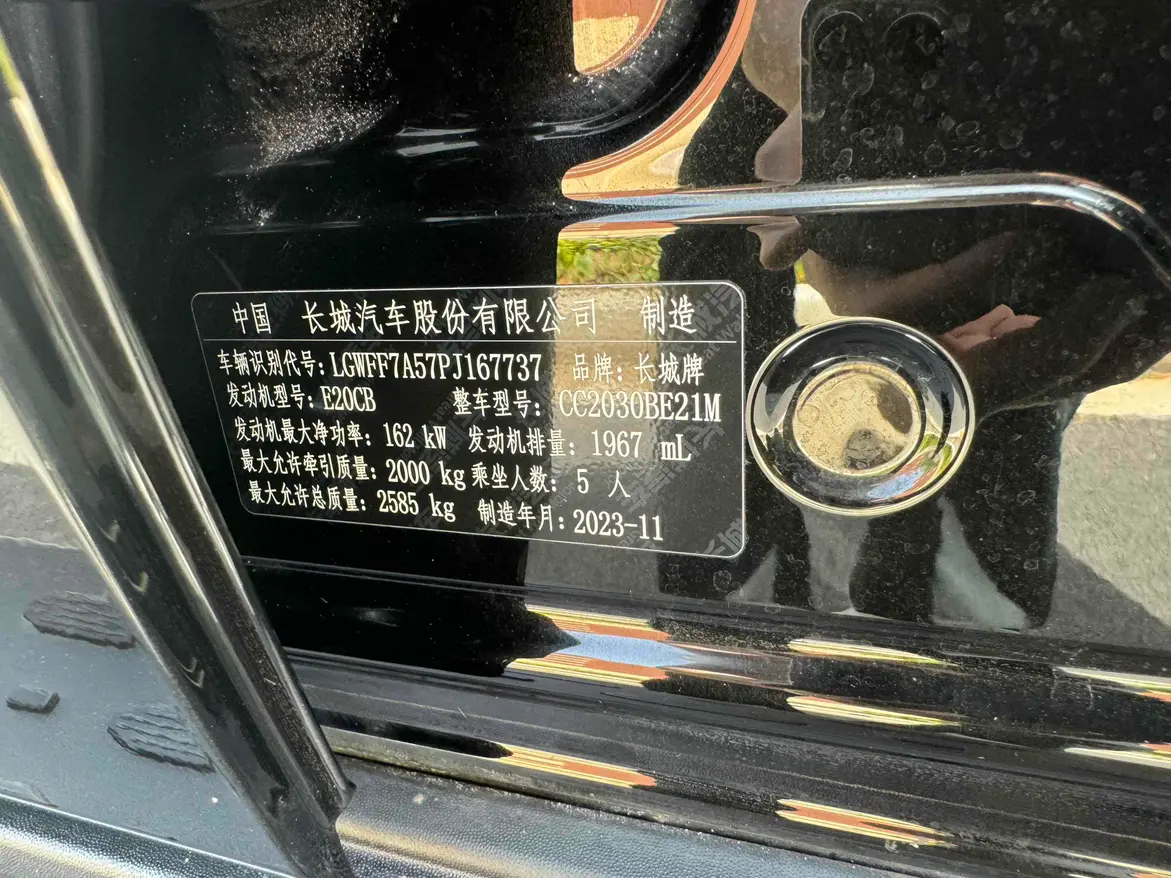 中国 长城汽车股份有限公司 制造
车辆识别代号: LGWFF7A57PJ167737 品牌: 长城牌
发动机型号: E20CB 整车型号: CC2030BE21M
发动机最大净功率: 162 kW 发动机排量: 1967 mL
最大允许牵引质量: 2000 kg 乘坐人数: 5 人
最大允许总质量: 2585 kg 制造年月: 2023-11